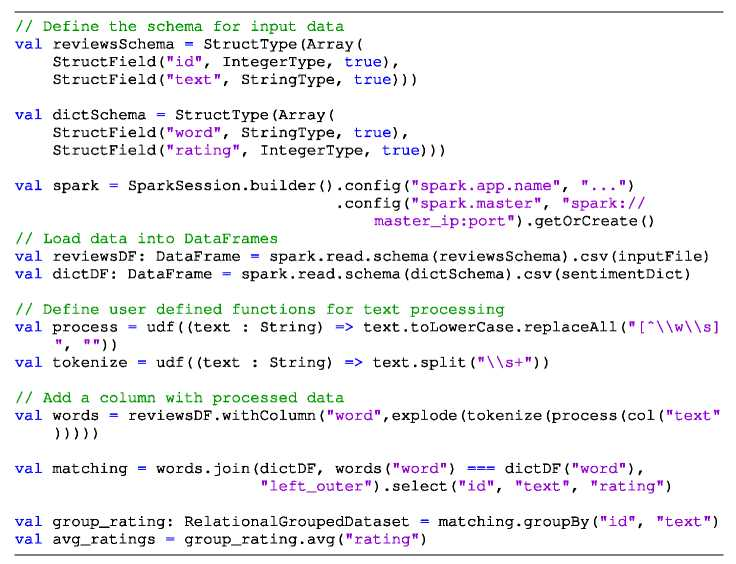 // Define the schema for input data
val reviewsSchema = StructType(Array(
    StructField("id", IntegerType, true),
    StructField("text", StringType, true)))

val dictSchema = StructType(Array(
    StructField("word", StringType, true),
    StructField("rating", IntegerType, true)))

val spark = SparkSession.builder().config("spark.app.name", "...")
                                  .config("spark.master", "spark://
                                      master_ip:port").getOrCreate()
// Load data into DataFrames
val reviewsDF: DataFrame = spark.read.schema(reviewsSchema).csv(inputFile)
val dictDF: DataFrame = spark.read.schema(dictSchema).csv(sentimentDict)

// Define user defined functions for text processing
val process = udf((text : String) => text.toLowerCase.replaceAll("[^\\w\\s]
    ", ""))
val tokenize = udf((text : String) => text.split("\\s+"))

// Add a column with processed data
val words = reviewsDF.withColumn("word",explode(tokenize(process(col("text"
    )))))

val matching = words.join(dictDF, words("word") === dictDF("word"),
                          "left_outer").select("id", "text", "rating")

val group_rating: RelationalGroupedDataset = matching.groupBy("id", "text")
val avg_ratings = group_rating.avg("rating")